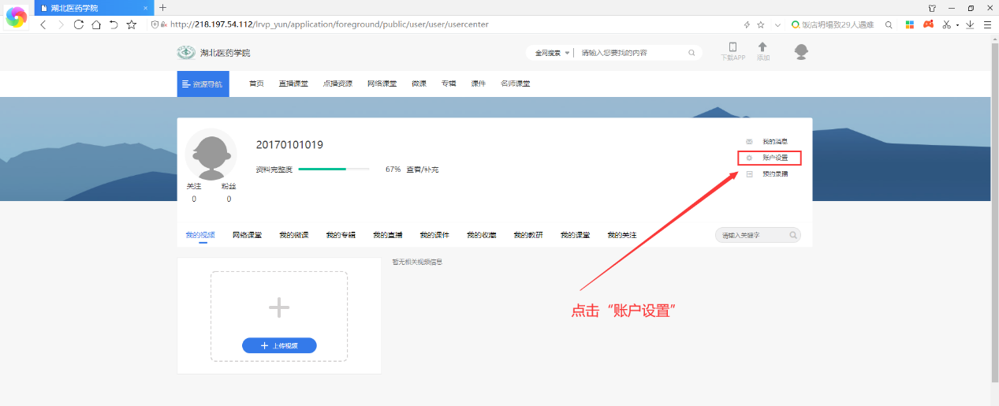 湖北医药学院
http://218.197.54.112/lrvp_yun/application/foreground/public/user/user/usercenter
饭店坍塌致29人遇难
湖北医药学院
全网搜索
请输入您要找的内容
下载APP
添加
资源导航 首页 直播课堂 点播资源 网络课堂 微课 专辑 课件 名师课堂
20170101019
我的消息
账户设置
资料完整度 67% 查看/补充
预约录播
关注 粉丝
0 0
我的视频 网络课堂 我的微课 我的专辑 我的直播 我的课件 我的收藏 我的教研 我的课堂 我的关注
请输入关键字
暂无相关视频信息
点击“账户设置”
上传视频